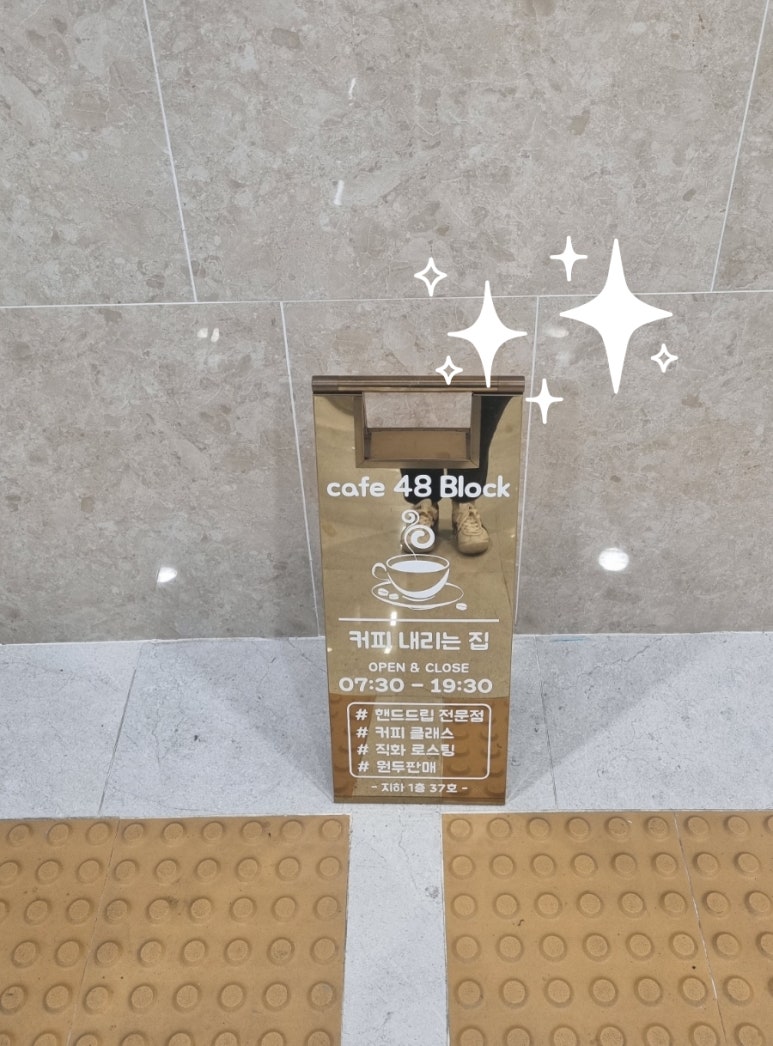 cafe 48 Block
커피 내리는 집
OPEN & CLOSE
07:30 - 19:30
# 핸드드립 전문점
# 커피 클래스
# 직화 로스팅
# 원두판매
- 지하 1층 37호 -